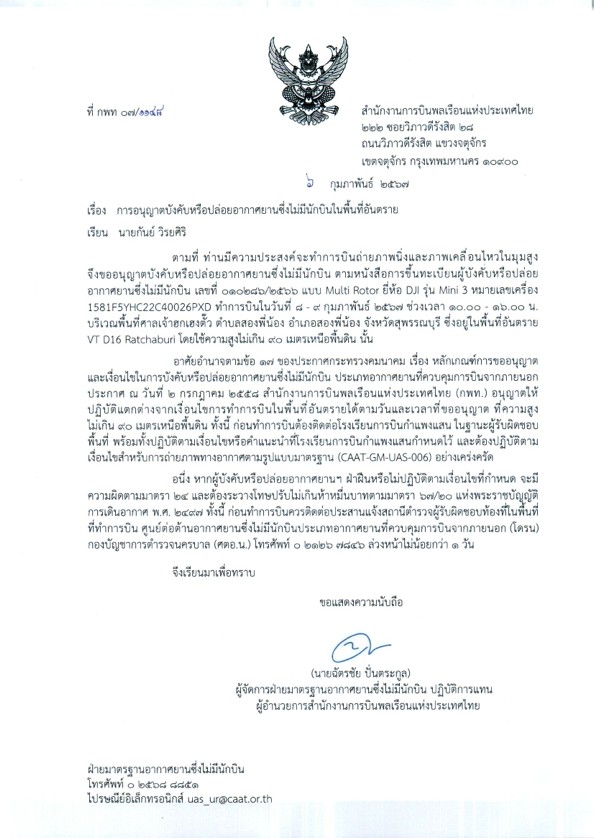 ที่ กพท ๐๗/๑๑๔๘
สำนักงานการบินพลเรือนแห่งประเทศไทย
๒๒๒ ซอยวิภาวดีรังสิต ๒๘
ถนนวิภาวดีรังสิต แขวงจตุจักร
เขตจตุจักร กรุงเทพมหานคร ๑๐๙๐๐
๖ กุมภาพันธ์ ๒๕๖๗
เรื่อง การอนุญาตบังคับหรือปล่อยอากาศยานซึ่งไม่มีนักบินในพื้นที่อันตราย
เรียน นายกันย์ วิรยศิริ
ตามที่ ท่านมีความประสงค์จะทำการบินถ่ายภาพนิ่งและภาพเคลื่อนไหวในมุมสูง
จึงขออนุญาตบังคับหรือปล่อยอากาศยานซึ่งไม่มีนักบิน ตามหนังสือการขึ้นทะเบียนผู้บังคับหรือปล่อย
อากาศยานซึ่งไม่มีนักบิน เลขที่ ๐๑๐๒๘๖/๒๕๖๖ แบบ Multi Rotor ยี่ห้อ DJI รุ่น Mini 3 หมายเลขเครื่อง
1581F5YHC22C40026PXD ทำการบินในวันที่ ๘ - ๙ กุมภาพันธ์ ๒๕๖๗ ช่วงเวลา ๑๐.๐๐ - ๑๖.๐๐ น.
บริเวณพื้นที่ศาลเจ้าฮกเฮงตั๊ว ตำบลสองพี่น้อง อำเภอสองพี่น้อง จังหวัดสุพรรณบุรี ซึ่งอยู่ในพื้นที่อันตราย
VT D16 Ratchaburi โดยใช้ความสูงไม่เกิน ๙๐ เมตรเหนือพื้นดิน นั้น
อาศัยอำนาจตามข้อ ๑๗ ของประกาศกระทรวงคมนาคม เรื่อง หลักเกณฑ์การขออนุญาต
และเงื่อนไขในการบังคับหรือปล่อยอากาศยานซึ่งไม่มีนักบิน ประเภทอากาศยานที่ควบคุมการบินจากภายนอก
ประกาศ ณ วันที่ ๒ กรกฎาคม ๒๕๕๘ สำนักงานการบินพลเรือนแห่งประเทศไทย (กพท.) อนุญาตให้
ปฏิบัติแตกต่างจากเงื่อนไขการทำการบินในพื้นที่อันตรายได้ตามวันและเวลาที่ขออนุญาต ที่ความสูง
ไม่เกิน ๙๐ เมตรเหนือพื้นดิน ทั้งนี้ ก่อนทำการบินต้องติดต่อโรงเรียนการบินกำแพงแสน ในฐานะผู้รับผิดชอบ
พื้นที่ พร้อมทั้งปฏิบัติตามเงื่อนไขหรือคำแนะนำที่โรงเรียนการบินกำแพงแสนกำหนดไว้ และต้องปฏิบัติตาม
เงื่อนไขสำหรับการถ่ายภาพทางอากาศตามรูปแบบมาตรฐาน (CAAT-GM-UAS-006) อย่างเคร่งครัด
อนึ่ง หากผู้บังคับหรือปล่อยอากาศยานฯ ฝ่าฝืนหรือไม่ปฏิบัติตามเงื่อนไขที่กำหนด จะมี
ความผิดตามมาตรา ๒๔ และต้องระวางโทษปรับไม่เกินห้าหมื่นบาทตามมาตรา ๖๗/๒๐ แห่งพระราชบัญญัติ
การเดินอากาศ พ.ศ. ๒๔๙๗ ทั้งนี้ ก่อนทำการบินควรติดต่อประสานแจ้งสถานีตำรวจผู้รับผิดชอบท้องที่ในพื้นที่
ที่ทำการบิน ศูนย์ต่อต้านอากาศยานซึ่งไม่มีนักบินประเภทอากาศยานที่ควบคุมการบินจากภายนอก (โดรน)
กองบัญชาการตำรวจนครบาล (ศตอ.น.) โทรศัพท์ ๐ ๒๑๒๖ ๗๘๔๖ ล่วงหน้าไม่น้อยกว่า ๑ วัน
จึงเรียนมาเพื่อทราบ
ขอแสดงความนับถือ
(นายฉัตรชัย ปั่นตระกูล)
ผู้จัดการฝ่ายมาตรฐานอากาศยานซึ่งไม่มีนักบิน ปฏิบัติการแทน
ผู้อำนวยการสำนักงานการบินพลเรือนแห่งประเทศไทย
ฝ่ายมาตรฐานอากาศยานซึ่งไม่มีนักบิน
โทรศัพท์ ๐ ๒๕๖๘ ๘๘๕๑
ไปรษณีย์อิเล็กทรอนิกส์ uas_ur@caat.or.th